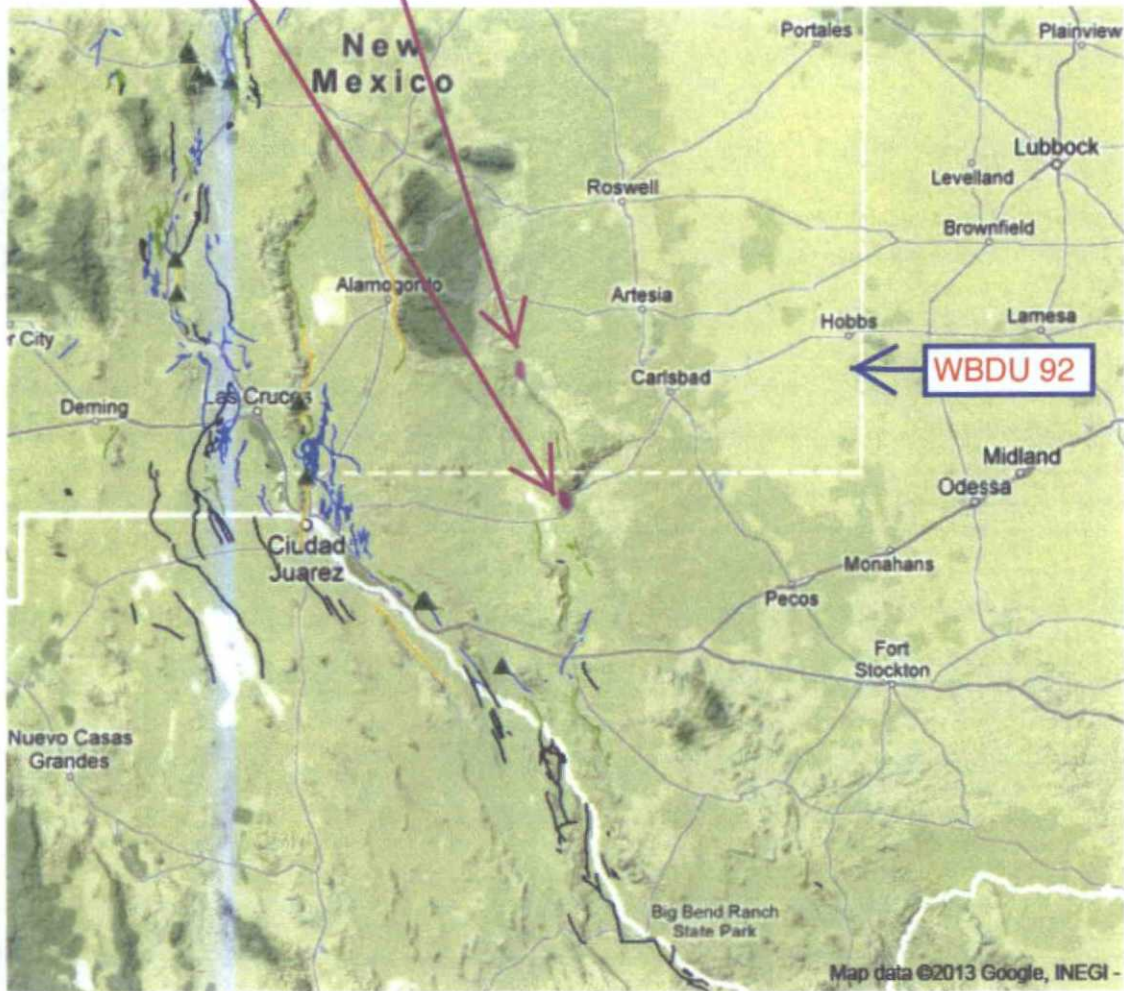 Portales
Plainview
New
Mexico
Lubbock
Levelland
Roswell
Brownfield
Alamogordo
Artesia
Hobbs
Lamesa
r City
Carlsbad
WBDU 92
Deming
Las Cruces
Midland
Odessa
Ciudad
Juarez
Monahans
Pecos
Fort
Stockton
Nuevo Casas
Grandes
Big Bend Ranch
State Park
Map data ©2013 Google, INEGI -